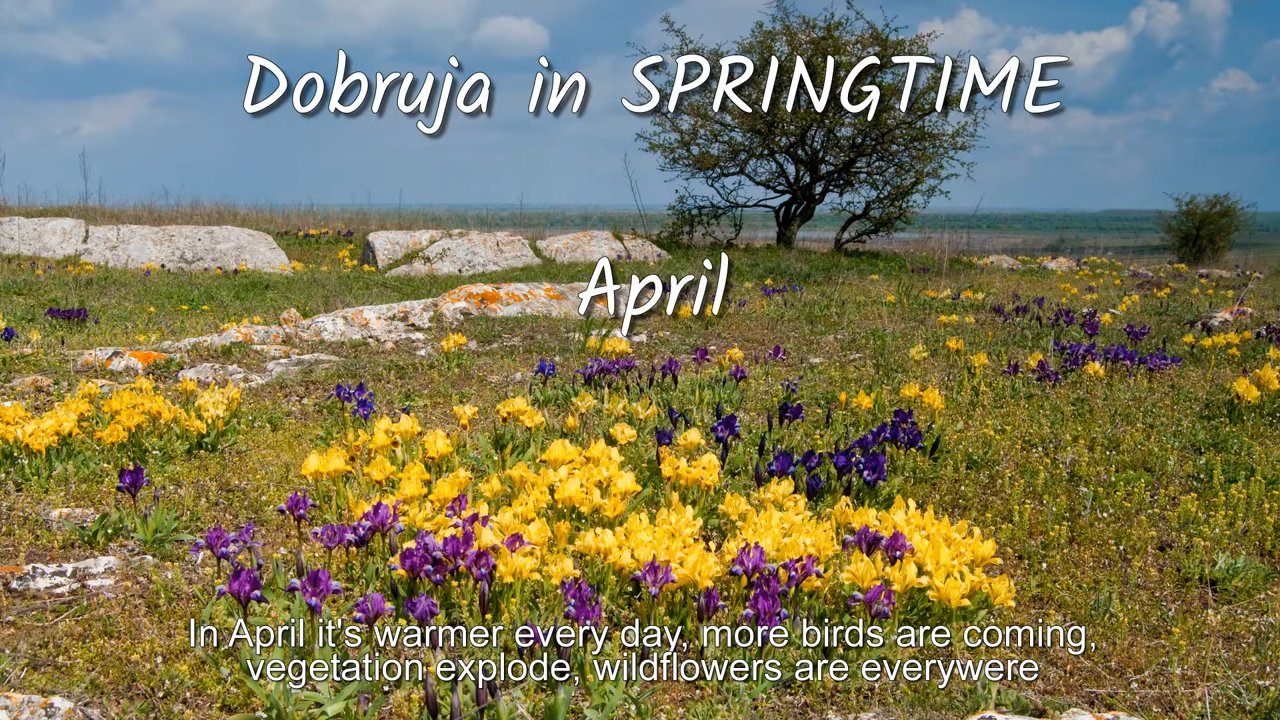 Dobruja in SPRINGTIME
April
In April it's warmer every day, more birds are coming,
vegetation explode, wildflowers are everywere